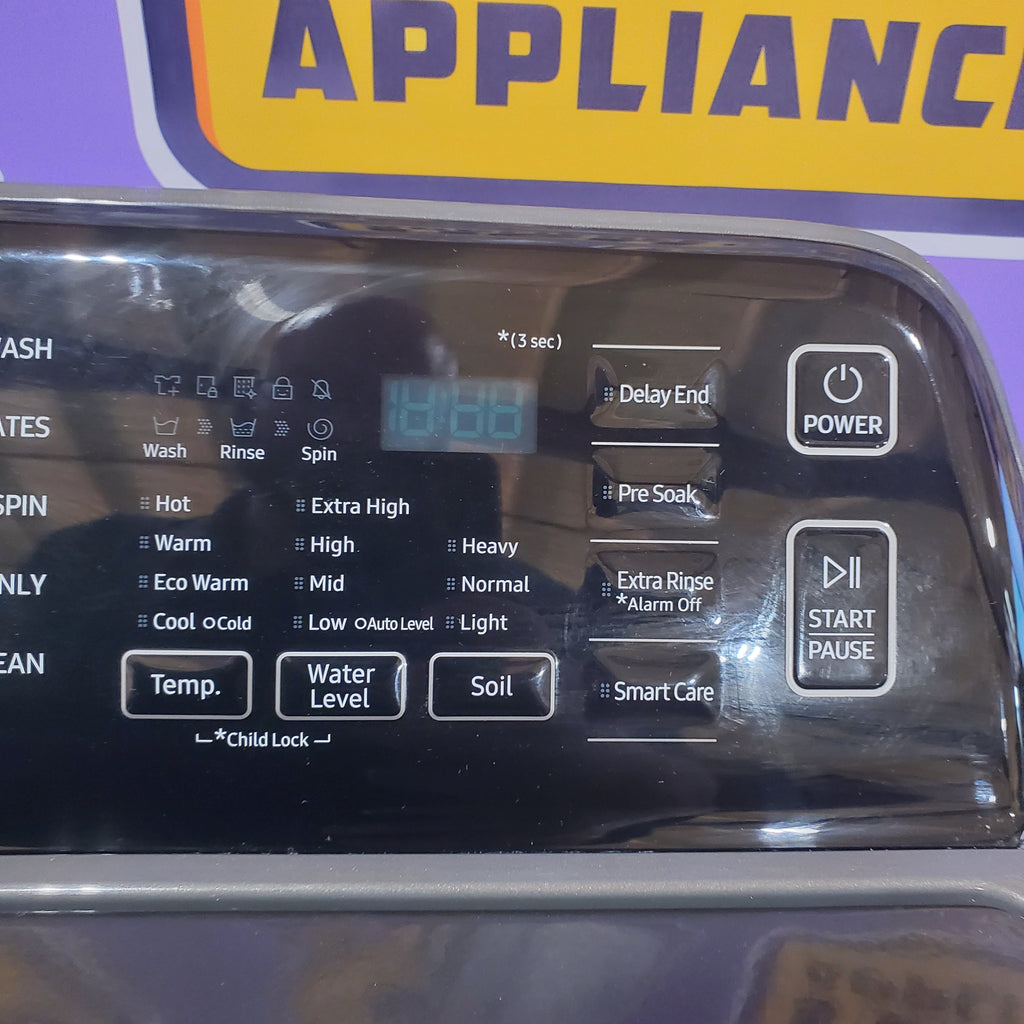 APPLIANC
ASH
ATES
SPIN
NLY
EAN
*(3 sec)
Wash Rinse Spin
Hot
Warm
Eco Warm
Cool Cold
Extra High
High
Mid
Low Auto Level
Heavy
Normal
Light
Temp.
Water
Level
Soil
*Child Lock
Delay End
Pre Soak
Extra Rinse
*Alarm Off
Smart Care
POWER
START
PAUSE